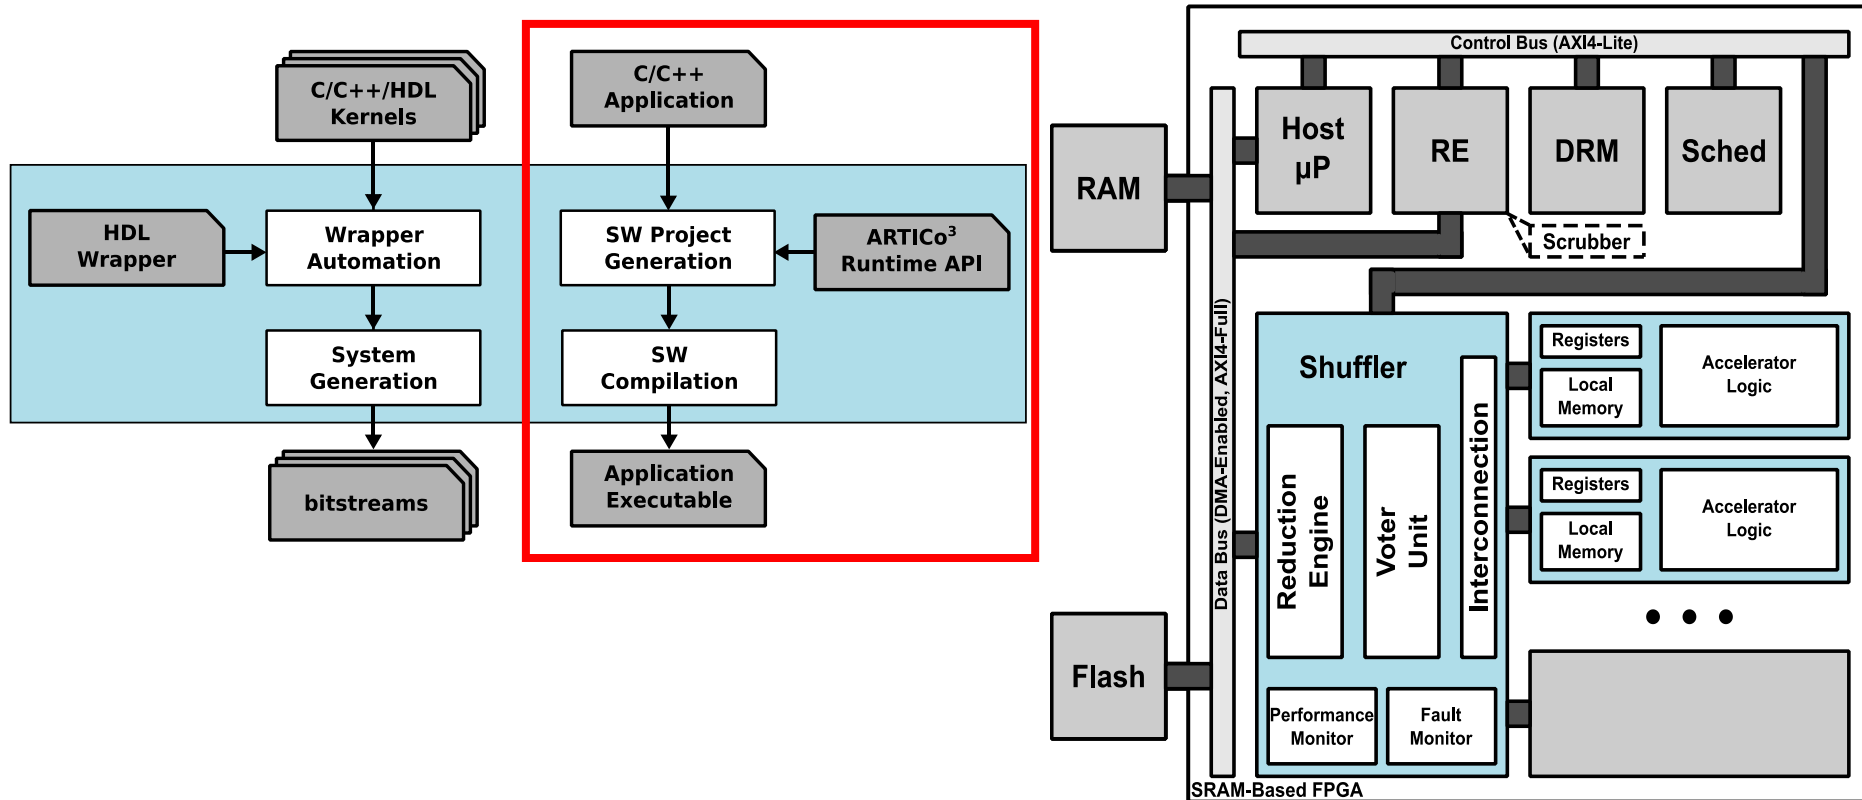 C/C++/HDL
Kernels
C/C++
Application
HDL
Wrapper
Wrapper
Automation
SW Project
Generation
ARTICo³
Runtime API
System
Generation
SW
Compilation
bitstreams
Application
Executable
Control Bus (AXI4-Lite)
RAM
Host
µP
RE
DRM
Sched
Scrubber
Data Bus (DMA-Enabled, AXI4-Full)
Shuffler
Reduction
Engine
Voter
Unit
Interconnection
Registers
Local
Memory
Accelerator
Logic
Registers
Local
Memory
Accelerator
Logic
• • •
Flash
Performance
Monitor
Fault
Monitor
SRAM-Based FPGA